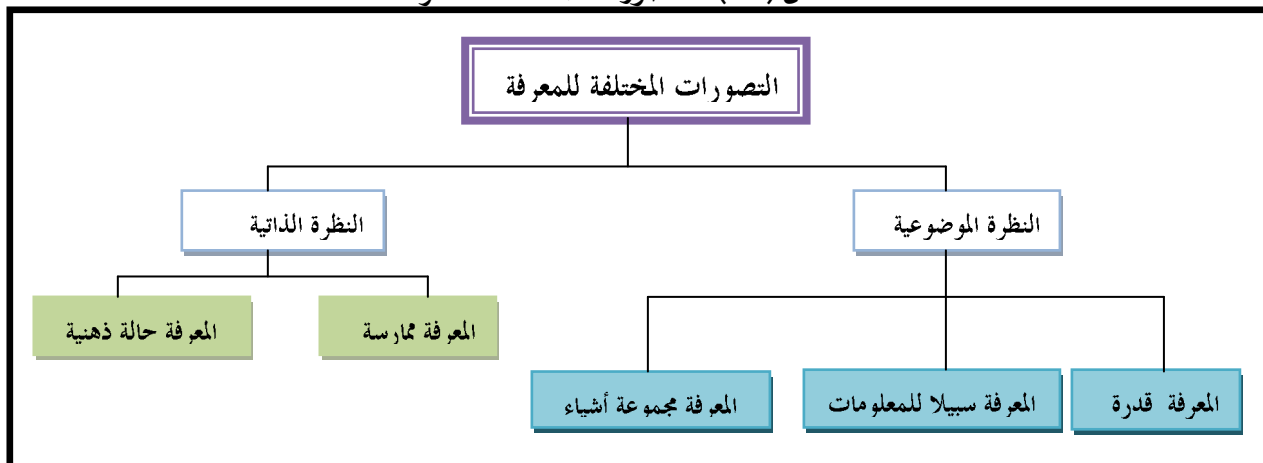 التصورات المختلفة للمعرفة
النظرة الموضوعية
النظرة الذاتية
المعرفة ممارسة
المعرفة حالة ذهنية
المعرفة قدرة
المعرفة سبيلا للمعلومات
المعرفة مجموعة أشياء